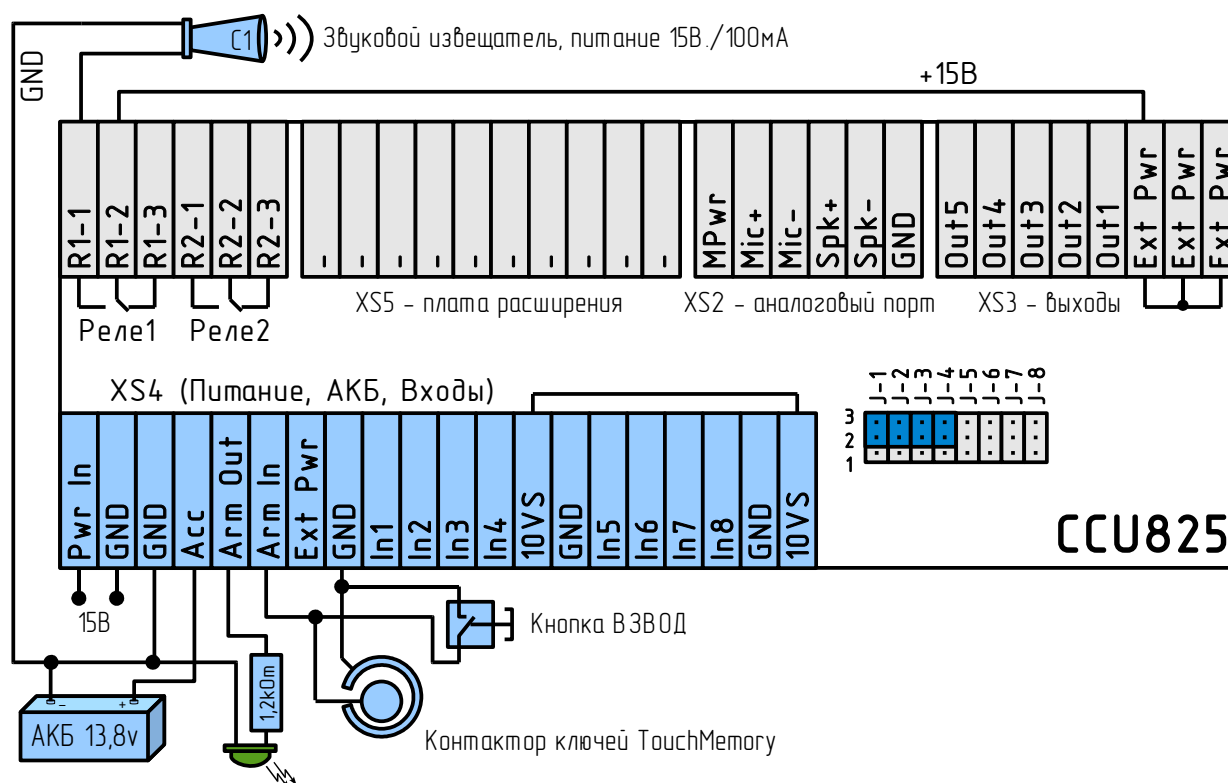 C1
Звуковой извещатель, питание 15В./100мА
GND
+15В
R1-1
R1-2
R1-3
R2-1
R2-2
R2-3
-
-
-
-
-
-
-
-
-
-
MPwr
Mic+
Mic-
Spk+
Spk-
GND
Out5
Out4
Out3
Out2
Out1
Ext Pwr
Ext Pwr
Ext Pwr
Реле1
Реле2
XS5 - плата расширения
XS2 - аналоговый порт
XS3 - выходы
XS4 (Питание, АКБ, Входы)
J-1
J-2
J-3
J-4
J-5
J-6
J-7
J-8
3
2
1
Pwr In
GND
GND
Acc
Arm Out
Arm In
Ext Pwr
GND
In1
In2
In3
In4
10VS
GND
In5
In6
In7
In8
GND
10VS
CCU825
15В
Кнопка ВЗВОД
- +
АКБ 13,8v
1,2kOm
Контактор ключей TouchMemory